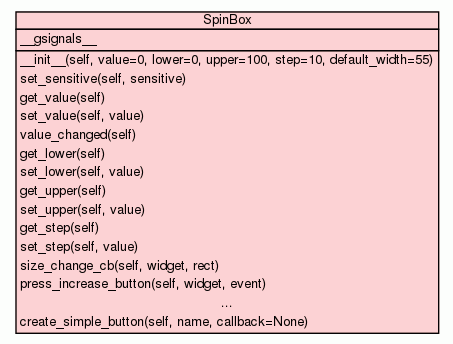 SpinBox
__gsignals__
__init__(self, value=0, lower=0, upper=100, step=10, default_width=55)
set_sensitive(self, sensitive)
get_value(self)
set_value(self, value)
value_changed(self)
get_lower(self)
set_lower(self, value)
get_upper(self)
set_upper(self, value)
get_step(self)
set_step(self, value)
size_change_cb(self, widget, rect)
press_increase_button(self, widget, event)
...
create_simple_button(self, name, callback=None)